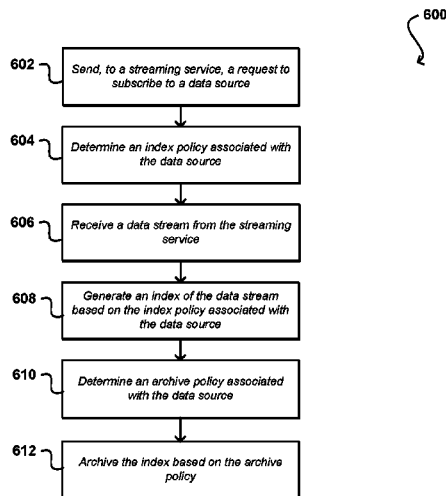 600
602
Send, to a streaming service, a request to
subscribe to a data source
604
Determine an index policy associated with
the data source
606
Receive a data stream from the streaming
service
608
Generate an index of the data stream
based on the index policy associated with
the data source
610
Determine an archive policy associated
with the data source
612
Archive the index based on the archive
policy